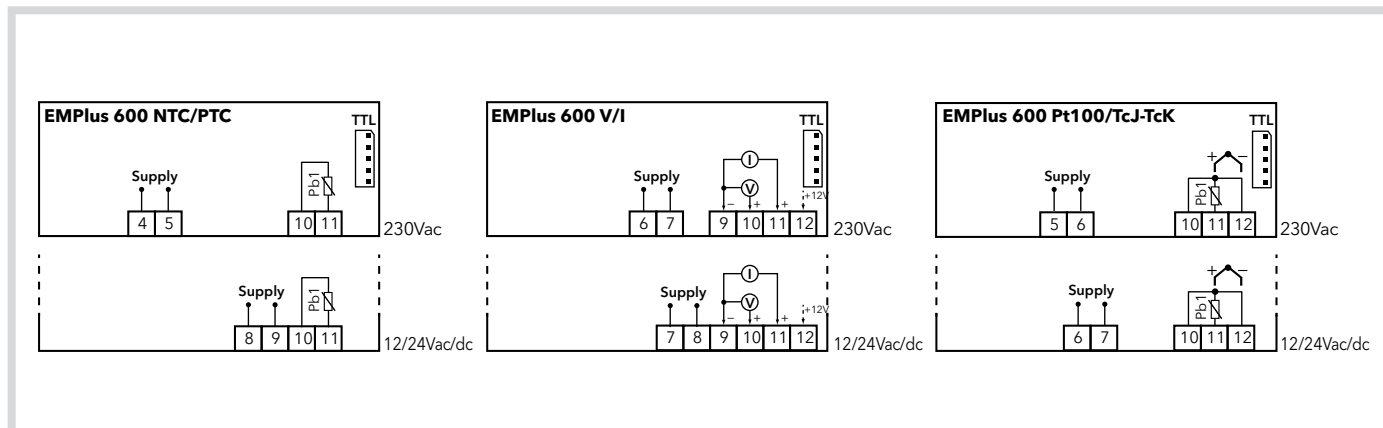 EMPlus 600 NTC/PTC
TTL
Supply
Pb1
4 5 10 11
230Vac
Supply
Pb1
8 9 10 11
12/24Vac/dc
EMPlus 600 V/I
TTL
I
Supply
V
+12V
− + +
6 7 9 10 11 12
230Vac
I
Supply
V
+12V
− + +
7 8 9 10 11 12
12/24Vac/dc
EMPlus 600 Pt100/TcJ-TcK
TTL
+ −
Supply
Pb1
5 6 10 11 12
230Vac
+ −
Supply
Pb1
6 7 10 11 12
12/24Vac/dc